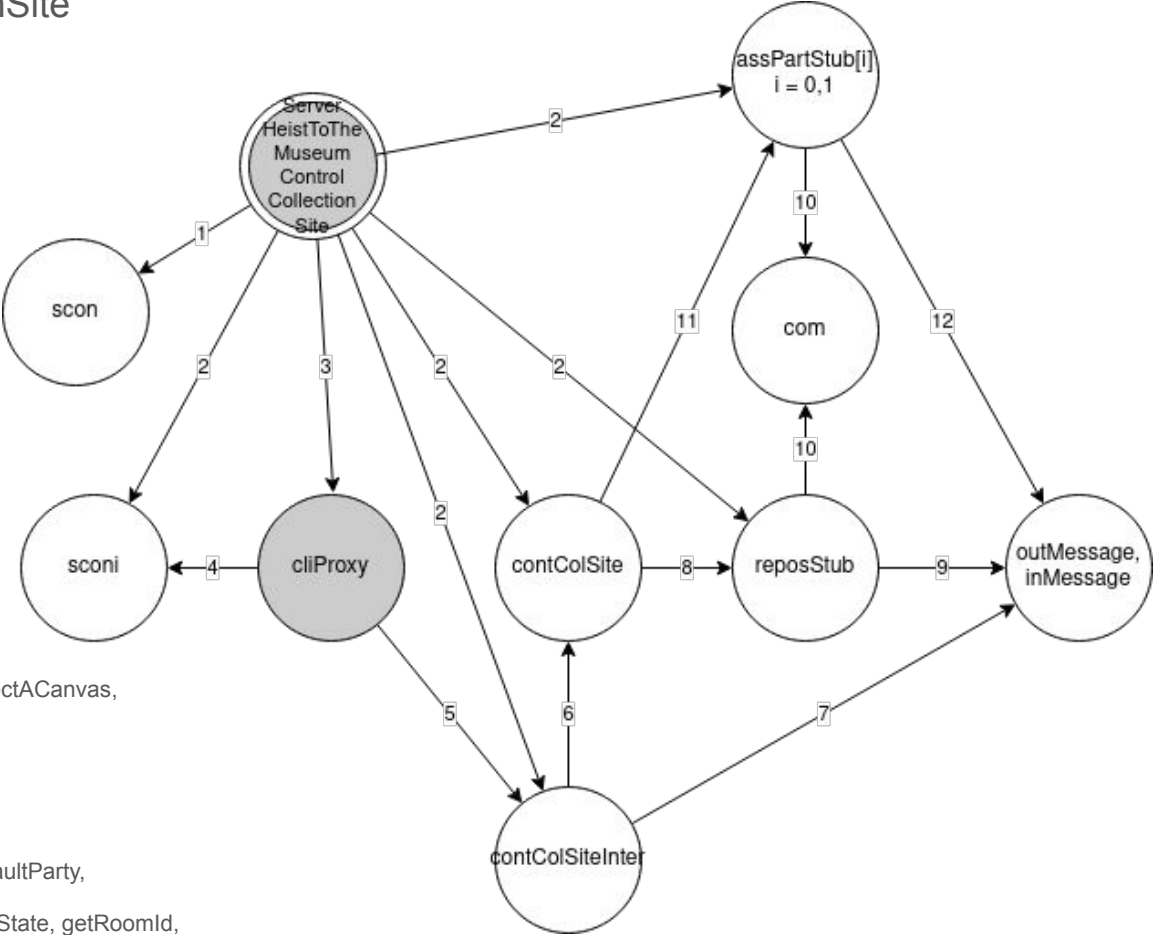 nSite
assPartStub[i]
i = 0,1
Server
HeistToThe
Museum
Control
Collection
Site
2
1
10
scon
com
11
12
2
3
2
2
10
2
sconi
4
cliProxy
contColSite
8
reposStub
9
outMessage,
inMessage
ctACanvas,
5
6
7
contColSiteInter
aultParty,
State, getRoomId,